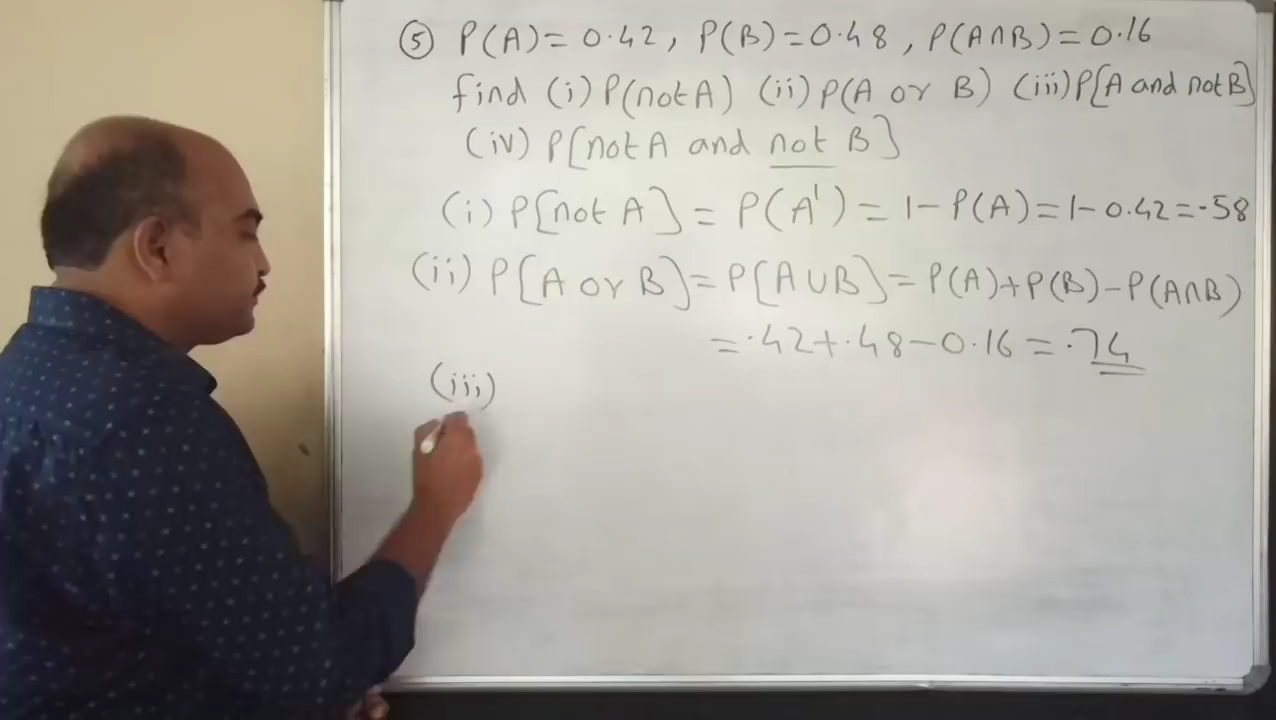 ⑤ P(A)= 0.42, P(B)=0.48, P(A∩B)=0.16
find (i) P(not A) (ii) P(A or B) (iii) P[A and not B]
(iv) P[not A and not B]
(i) P[not A] = P(A') = 1- P(A)=1-0.42=.58
(ii) P[A or B]= P[A∪B]= P(A)+P(B)-P(A∩B)
=.42+.48-0.16=.74
(iii)